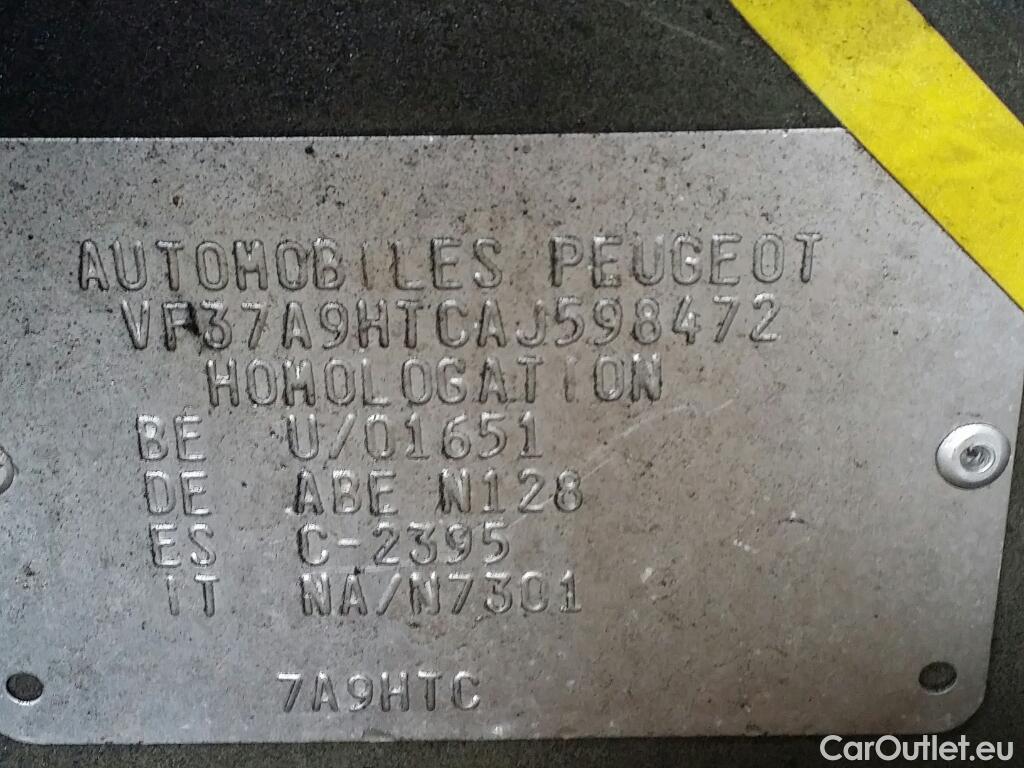 AUTOMOBILES PEUGEOT
VF37A9HTCAJ598472
HOMOLOGATION
BE U/01651
DE ABE N128
ES C-2395
IT NA/N7301
7A9HTC
CarOutlet.eu